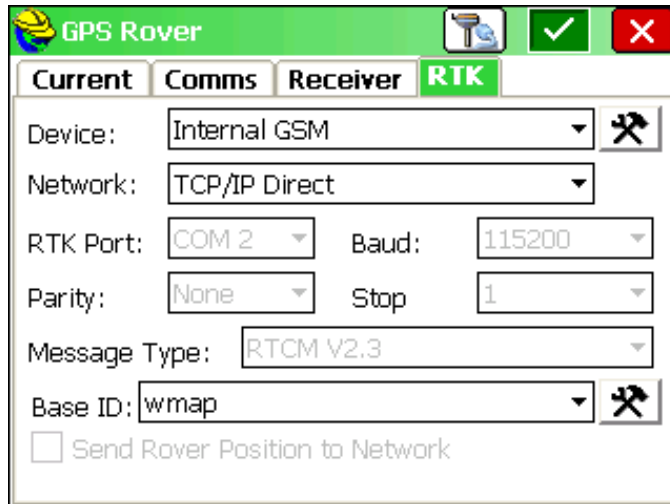 GPS Rover
Current Comms Receiver RTK
Device: Internal GSM
Network: TCP/IP Direct
RTK Port: COM 2 Baud: 115200
Parity: None Stop 1
Message Type: RTCM V2.3
Base ID: wmap
Send Rover Position to Network